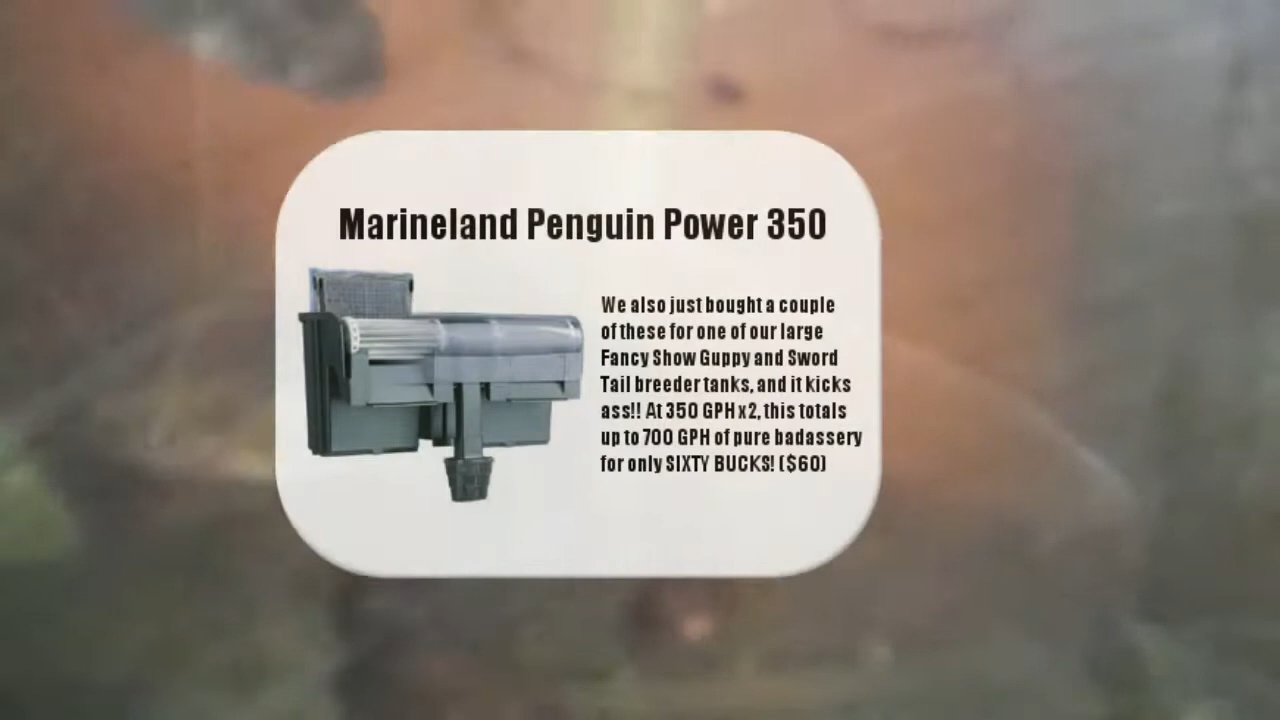 Marineland Penguin Power 350
We also just bought a couple
of these for one of our large
Fancy Show Guppy and Sword
Tail breeder tanks, and it kicks
ass!! At 350 GPH x2, this totals
up to 700 GPH of pure badassery
for only SIXTY BUCKS! ($60)